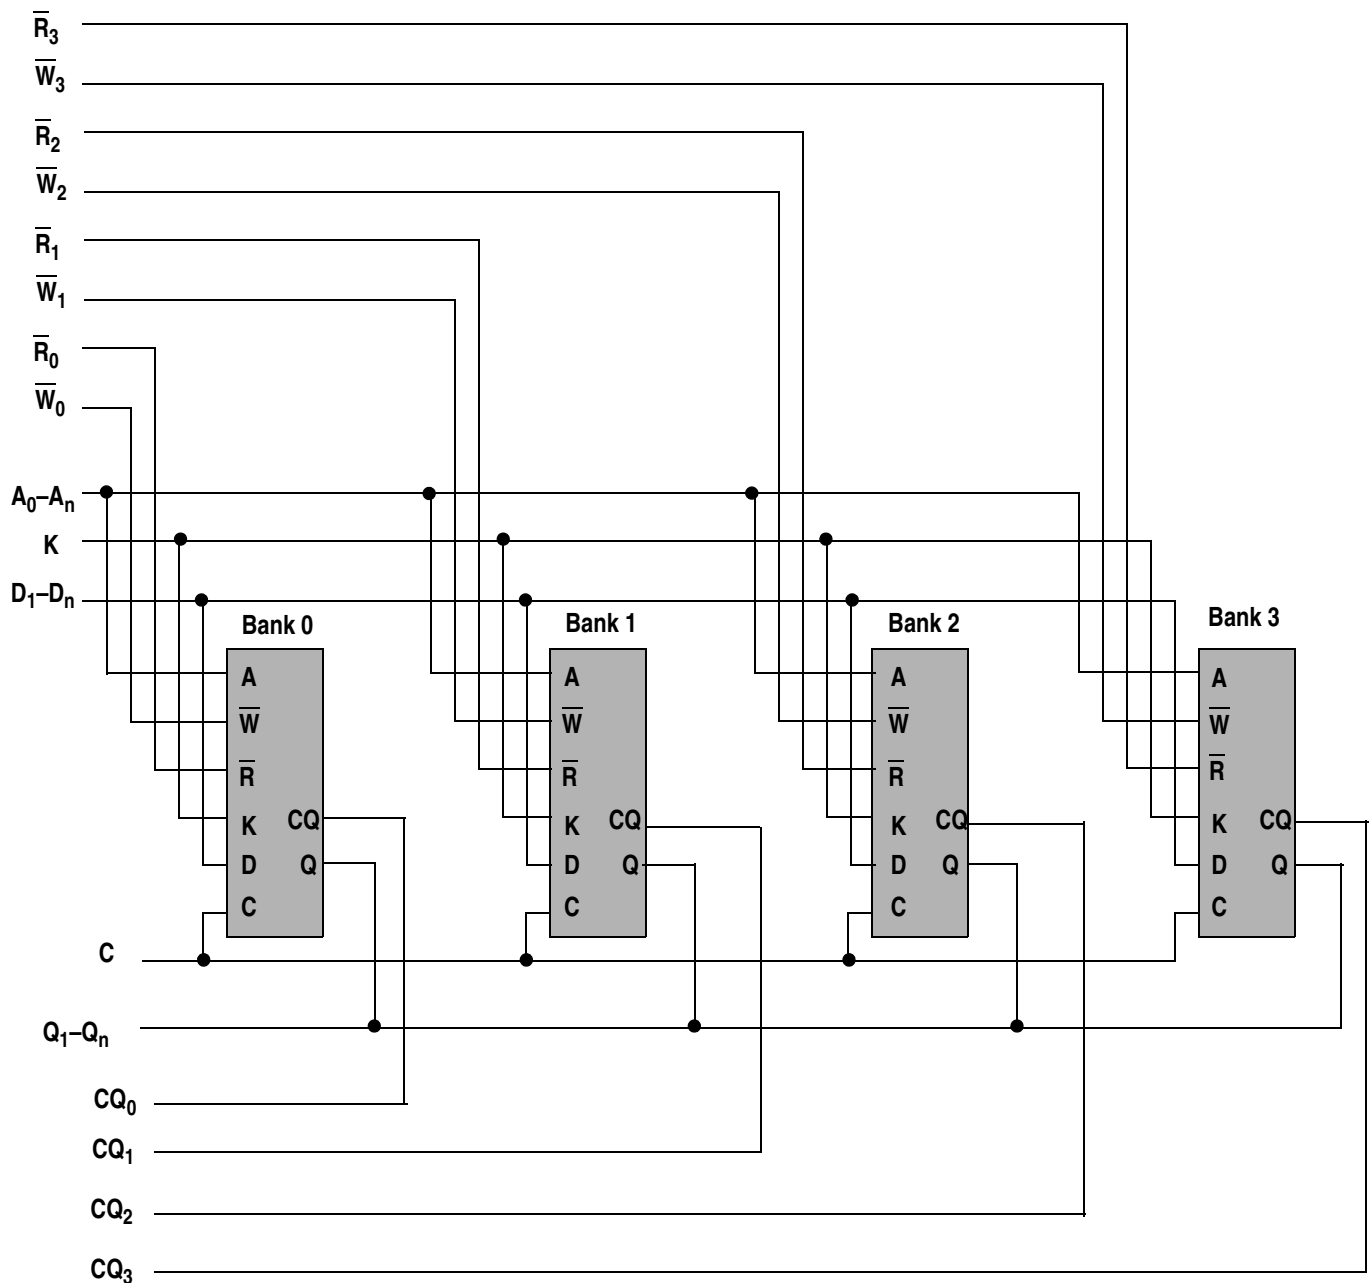 R̅₃
W̅₃
R̅₂
W̅₂
R̅₁
W̅₁
R̅₀
W̅₀
A₀–Aₙ
K
D₁–Dₙ
Bank 0
A
W̅
R̅
K
CQ
D
Q
C
Bank 1
A
W̅
R̅
K
CQ
D
Q
C
Bank 2
A
W̅
R̅
K
CQ
D
Q
C
Bank 3
A
W̅
R̅
K
CQ
D
Q
C
C
Q₁–Qₙ
CQ₀
CQ₁
CQ₂
CQ₃